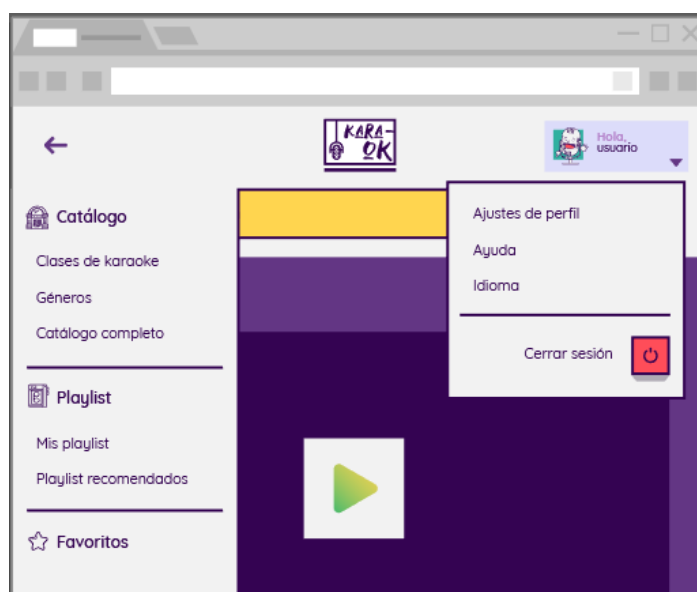 KARA-
OK
Hola,
usuario
Catálogo
Clases de karaoke
Géneros
Catálogo completo
Playlist
Mis playlist
Playlist recomendados
Favoritos
Ajustes de perfil
Ayuda
Idioma
Cerrar sesión